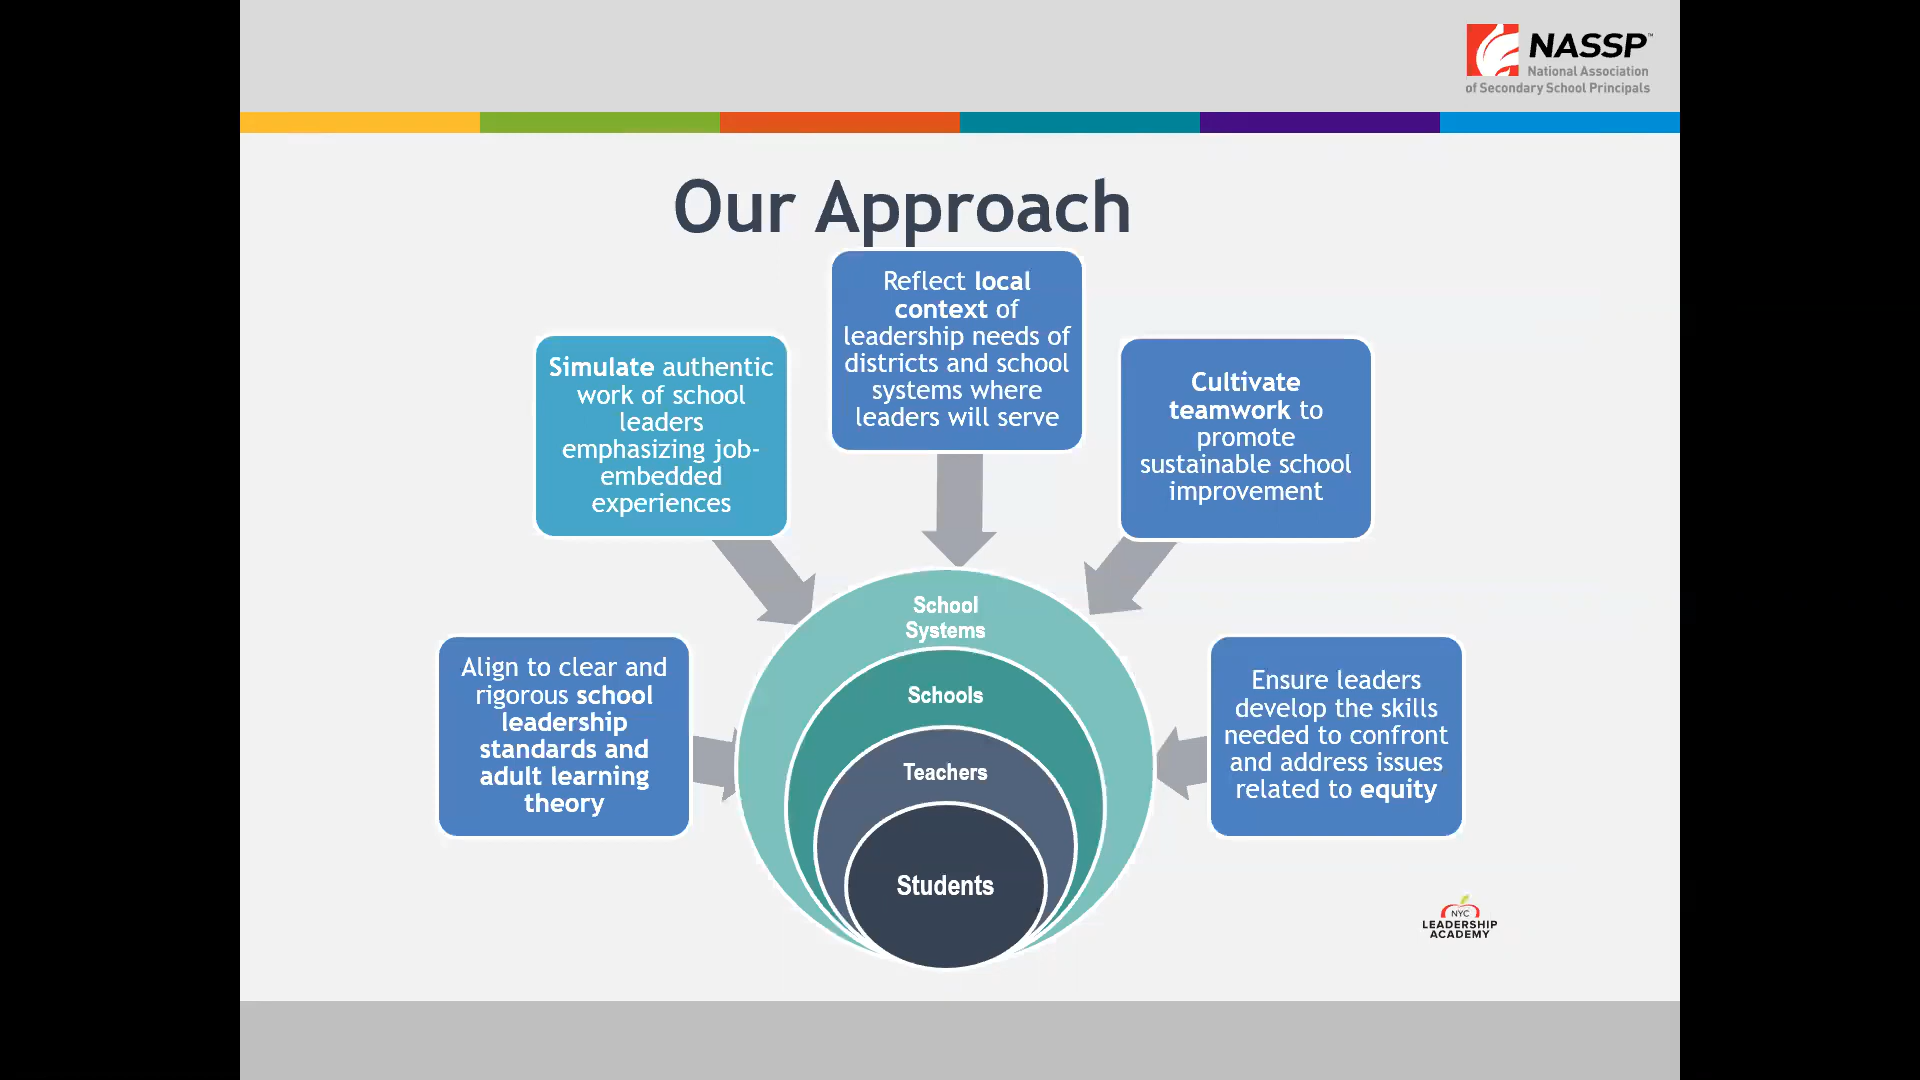 NASSP™
National Association
of Secondary School Principals
Our Approach
Reflect local
context of
leadership needs of
districts and school
systems where
leaders will serve
Simulate authentic
work of school
leaders
emphasizing job-
embedded
experiences
Cultivate
teamwork to
promote
sustainable school
improvement
Align to clear and
rigorous school
leadership
standards and
adult learning
theory
Ensure leaders
develop the skills
needed to confront
and address issues
related to equity
School
Systems
Schools
Teachers
Students
NYC
LEADERSHIP
ACADEMY